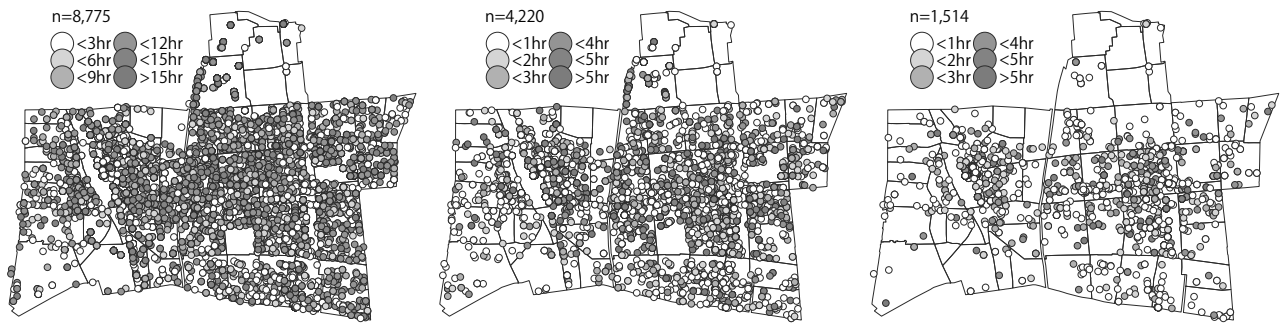 n=8,775
<3hr <12hr
<6hr <15hr
<9hr >15hr
n=4,220
<1hr <4hr
<2hr <5hr
<3hr >5hr
n=1,514
<1hr <4hr
<2hr <5hr
<3hr >5hr